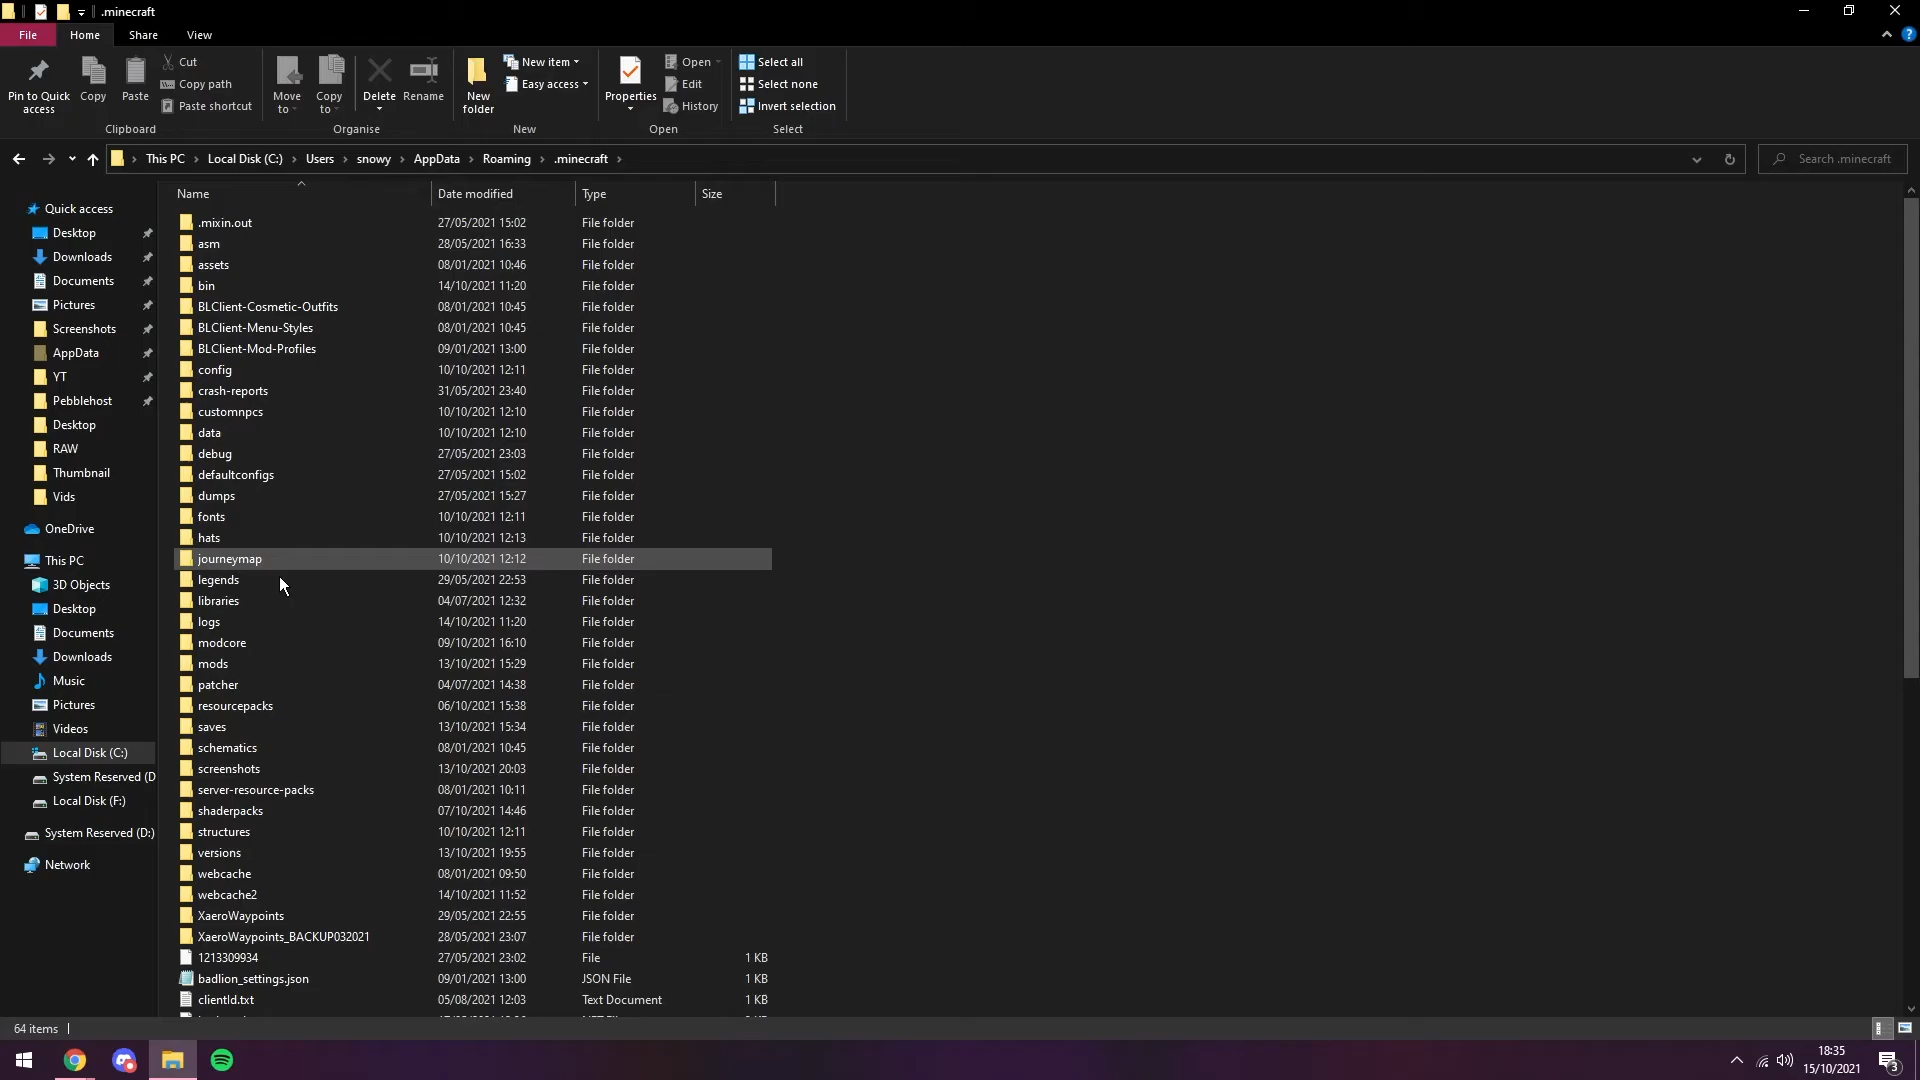 .minecraft
File Home Share View
Pin to Quick access
Copy
Paste
Cut
Copy path
Paste shortcut
Clipboard
Move to
Copy to
Delete
Rename
Organise
New folder
New item
Easy access
New
Properties
Open
Edit
History
Open
Select all
Select none
Invert selection
Select
This PC Local Disk (C:) Users snowy AppData Roaming .minecraft
Search .minecraft
Quick access
Desktop
Downloads
Documents
Pictures
Screenshots
AppData
YT
Pebblehost
Desktop
RAW
Thumbnail
Vids
OneDrive
This PC
3D Objects
Desktop
Documents
Downloads
Music
Pictures
Videos
Local Disk (C:)
System Reserved (D
Local Disk (F:)
System Reserved (D:)
Network
Name Date modified Type Size
.mixin.out 27/05/2021 15:02 File folder
asm 28/05/2021 16:33 File folder
assets 08/01/2021 10:46 File folder
bin 14/10/2021 11:20 File folder
BLClient-Cosmetic-Outfits 08/01/2021 10:45 File folder
BLClient-Menu-Styles 08/01/2021 10:45 File folder
BLClient-Mod-Profiles 09/01/2021 13:00 File folder
config 10/10/2021 12:11 File folder
crash-reports 31/05/2021 23:40 File folder
customnpcs 10/10/2021 12:10 File folder
data 10/10/2021 12:10 File folder
debug 27/05/2021 23:03 File folder
defaultconfigs 27/05/2021 15:02 File folder
dumps 27/05/2021 15:27 File folder
fonts 10/10/2021 12:11 File folder
hats 10/10/2021 12:13 File folder
journeymap 10/10/2021 12:12 File folder
legends 29/05/2021 22:53 File folder
libraries 04/07/2021 12:32 File folder
logs 14/10/2021 11:20 File folder
modcore 09/10/2021 16:10 File folder
mods 13/10/2021 15:29 File folder
patcher 04/07/2021 14:38 File folder
resourcepacks 06/10/2021 15:38 File folder
saves 13/10/2021 15:34 File folder
schematics 08/01/2021 10:45 File folder
screenshots 13/10/2021 20:03 File folder
server-resource-packs 08/01/2021 10:11 File folder
shaderpacks 07/10/2021 14:46 File folder
structures 10/10/2021 12:11 File folder
versions 13/10/2021 19:55 File folder
webcache 08/01/2021 09:50 File folder
webcache2 14/10/2021 11:52 File folder
XaeroWaypoints 29/05/2021 22:55 File folder
XaeroWaypoints_BACKUP032021 28/05/2021 23:07 File folder
1213309934 27/05/2021 23:02 File 1 KB
badlion_settings.json 09/01/2021 13:00 JSON File 1 KB
clientId.txt 05/08/2021 12:03 Text Document 1 KB
64 items
18:35
15/10/2021
3